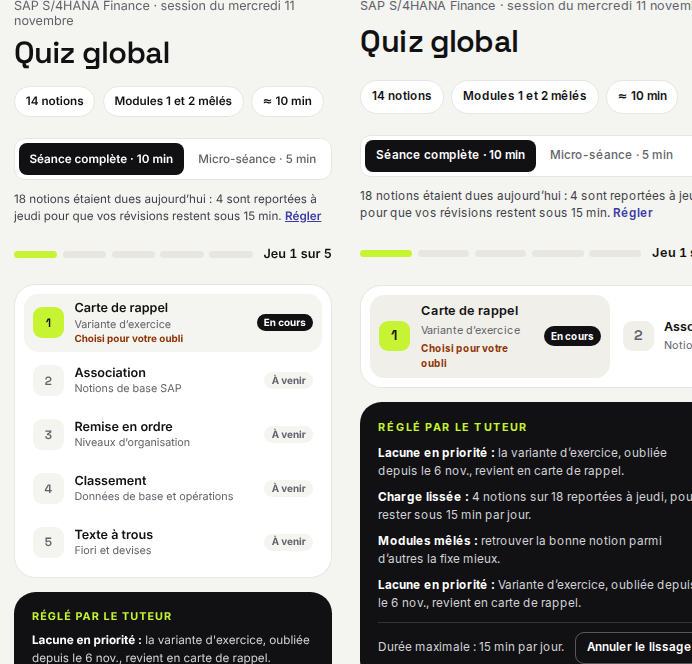 SAP S/4HANA Finance · session du mercredi 11
novembre
Quiz global
14 notions
Modules 1 et 2 mêlés
≈ 10 min
Séance complète · 10 min
Micro-séance · 5 min
18 notions étaient dues aujourd’hui : 4 sont reportées à
jeudi pour que vos révisions restent sous 15 min. Régler
Jeu 1 sur 5
1
Carte de rappel
Variante d’exercice
Choisi pour votre oubli
En cours
2
Association
Notions de base SAP
À venir
3
Remise en ordre
Niveaux d’organisation
À venir
4
Classement
Données de base et opérations
À venir
5
Texte à trous
Fiori et devises
À venir
RÉGLÉ PAR LE TUTEUR
Lacune en priorité : la variante d'exercice, oubliée
depuis le 6 nov., revient en carte de rappel.
SAP S/4HANA Finance · session du mercredi 11 novem
Quiz global
14 notions
Modules 1 et 2 mêlés
≈ 10 min
Séance complète · 10 min
Micro-séance · 5 min
18 notions étaient dues aujourd’hui : 4 sont reportées à jeu
pour que vos révisions restent sous 15 min. Régler
Jeu 1 s
1
Carte de rappel
Variante d’exercice
Choisi pour votre
oubli
En cours
2
Asso
Notio
RÉGLÉ PAR LE TUTEUR
Lacune en priorité : la variante d’exercice, oubliée
depuis le 6 nov., revient en carte de rappel.
Charge lissée : 4 notions sur 18 reportées à jeudi, pou
rester sous 15 min par jour.
Modules mêlés : retrouver la bonne notion parmi
d’autres la fixe mieux.
Lacune en priorité : Variante d’exercice, oubliée depuis
le 6 nov., revient en carte de rappel.
Durée maximale : 15 min par jour.
Annuler le lissage